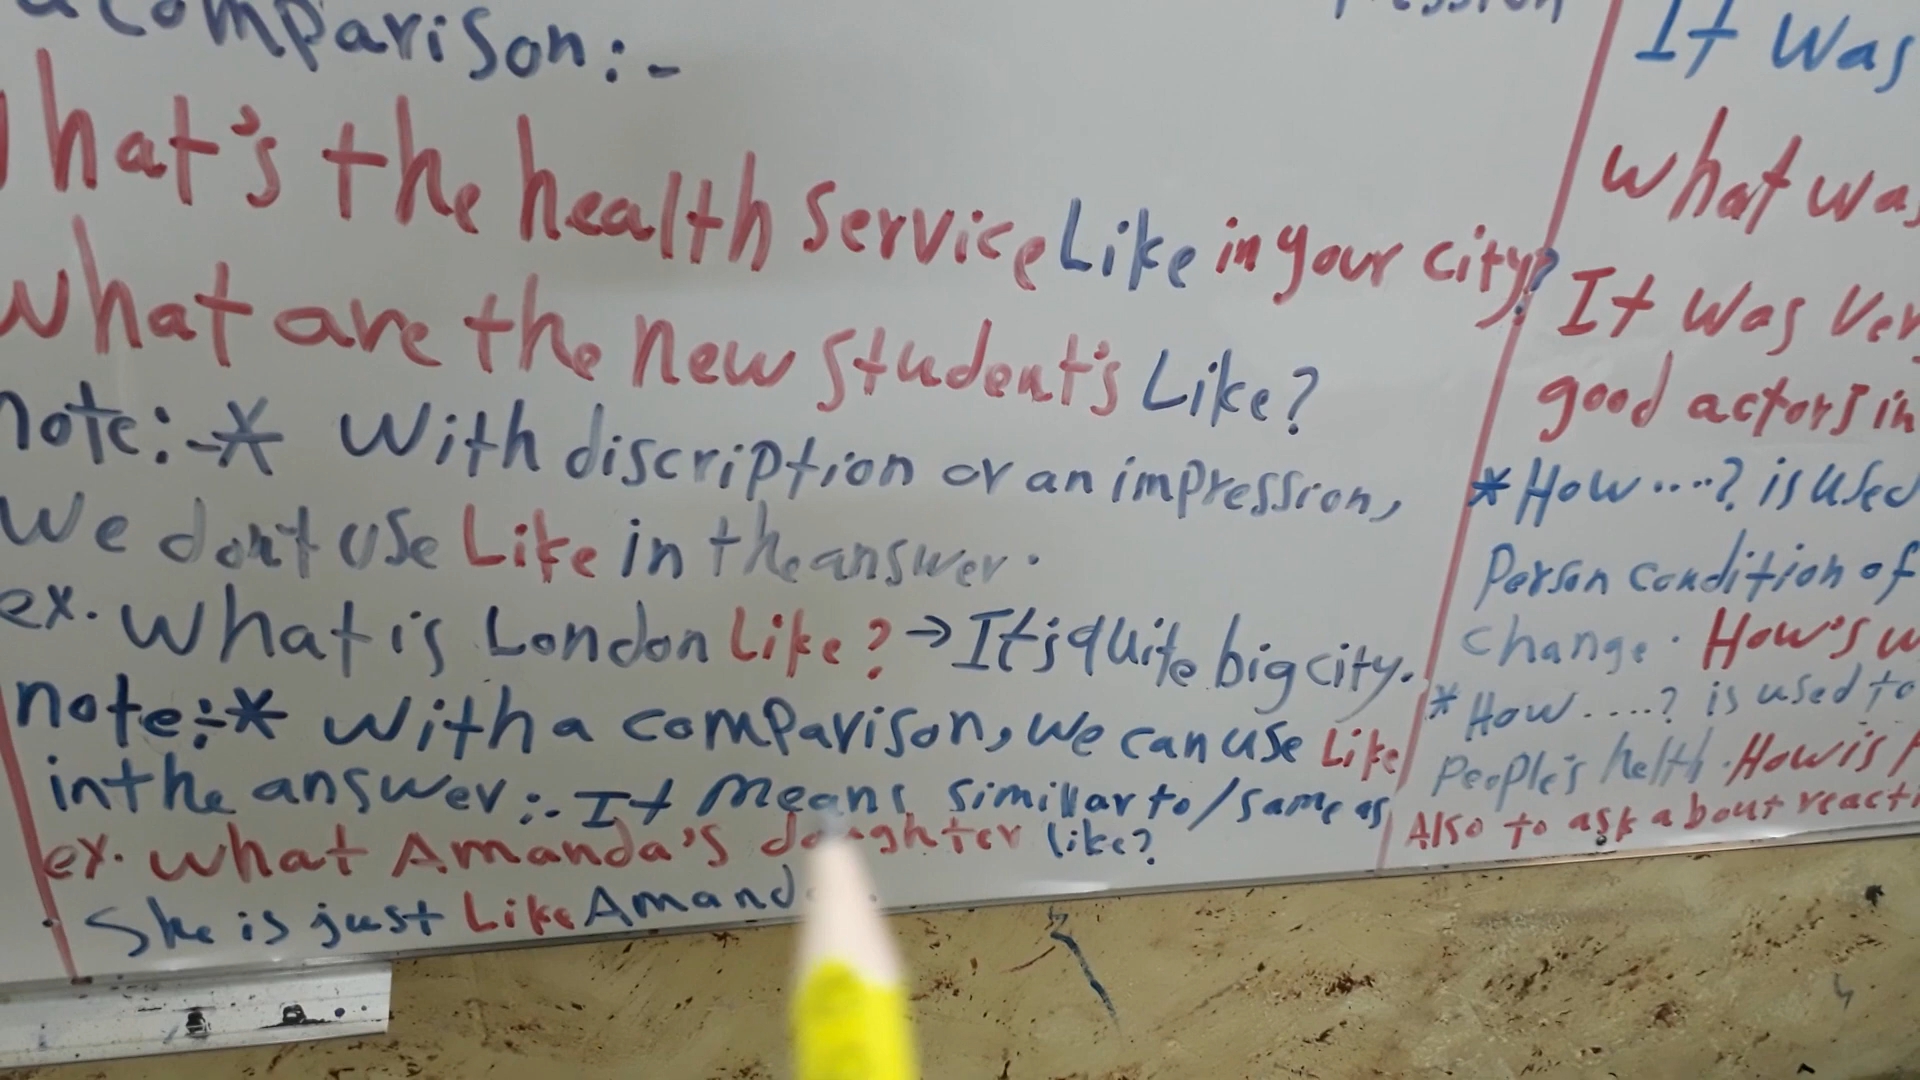 a comparison:-
What's the health service Like in your city?
What are the new student's Like?
note:-* With discription or an impression,
We don't use Like in the answer.
ex. What is London Like? → It's quite big city.
note:-* With a comparison, we can use Like
in the answer:- It means similar to / same as
ex. what Amanda's daughter like?
She is just Like Amanda.
It was
what was
It was
good actors in
* How ....? is used
Person condition of
change. How's
* How ....? is used to
People's helth. How is
Also to ask about